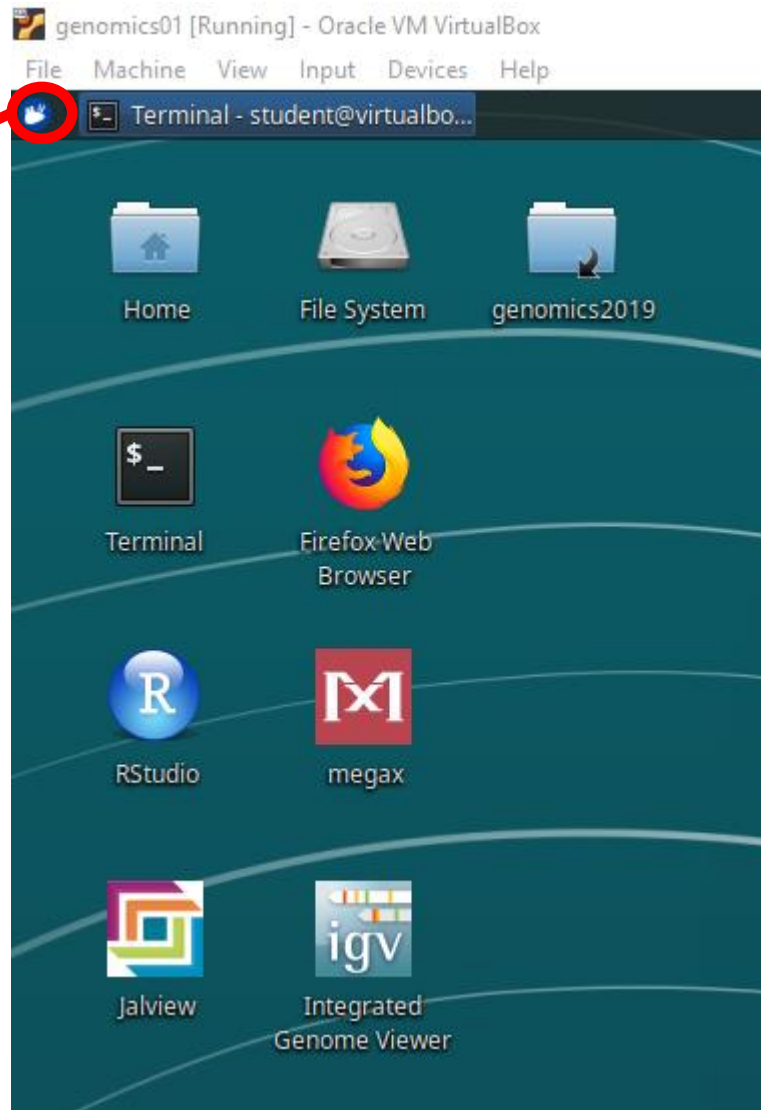 genomics01 [Running] - Oracle VM VirtualBox
File Machine View Input Devices Help
$_ Terminal - student@virtualbo...
Home File System genomics2019
$_
Terminal Firefox Web
Browser
R
RStudio megax
igv
Jalview Integrated
Genome Viewer